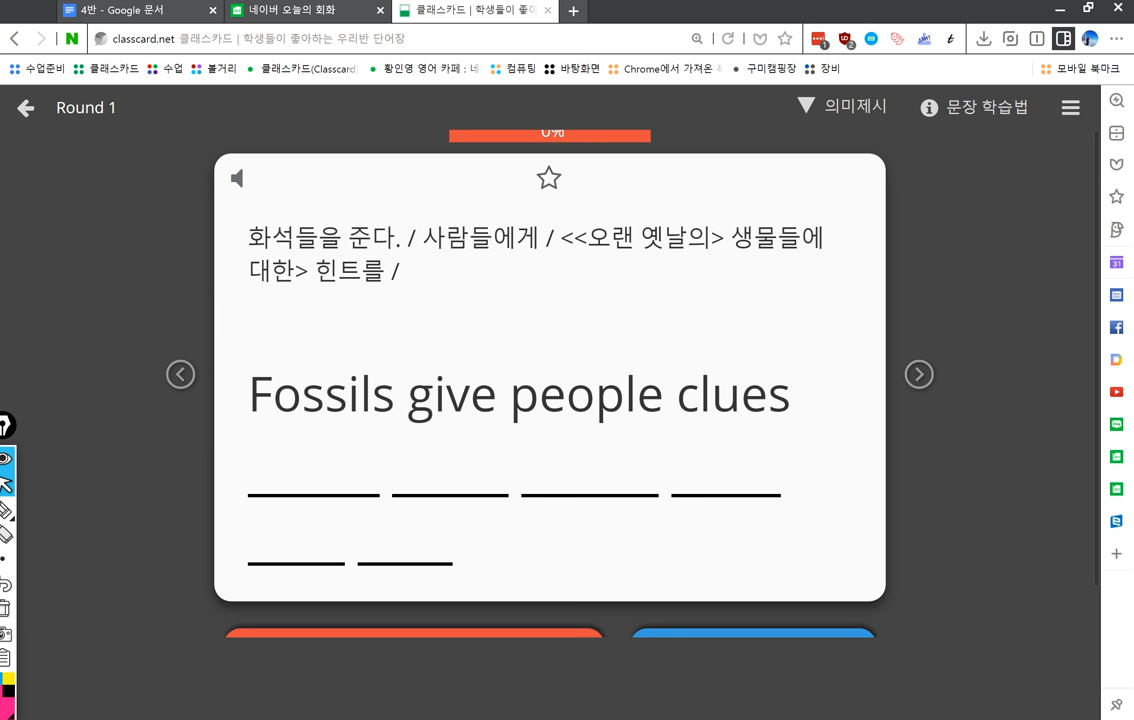 4반 - Google 문서
네이버 오늘의 회화
클래스카드 | 학생들이 좋아
classcard.net 클래스카드 | 학생들이 좋아하는 우리반 단어장
수업준비 클래스카드 수업 볼거리 클래스카드(Classcard 황인영 영어 카페 : 네 컴퓨팅 바탕화면 Chrome에서 가져온 구미캠핑장 장비 모바일 북마크
Round 1
의미제시
문장 학습법
0%
화석들을 준다. / 사람들에게 / <<오랜 옛날의> 생물들에
대한> 힌트를 /
Fossils give people clues